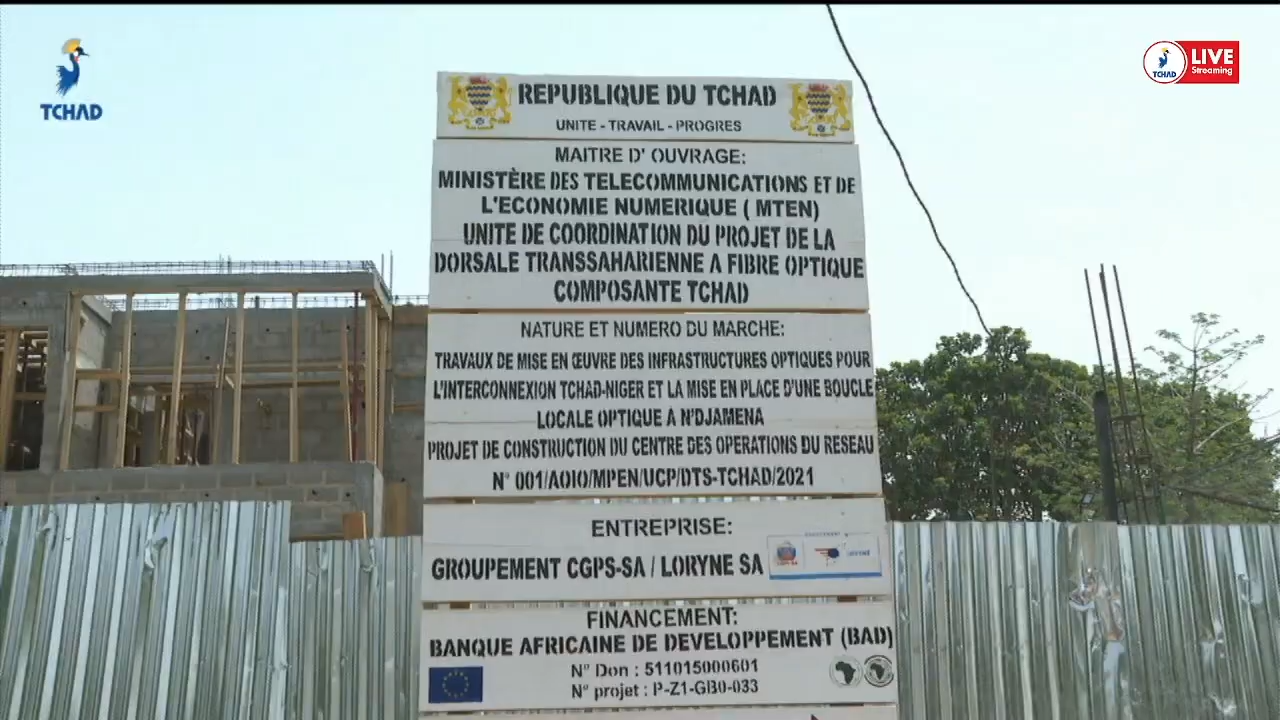 TCHAD
TCHAD
LIVE
Streaming
REPUBLIQUE DU TCHAD
UNITE - TRAVAIL - PROGRES
MAITRE D' OUVRAGE:
MINISTÈRE DES TELECOMMUNICATIONS ET DE
L'ECONOMIE NUMERIQUE ( MTEN)
UNITE DE COORDINATION DU PROJET DE LA
DORSALE TRANSSAHARIENNE A FIBRE OPTIQUE
COMPOSANTE TCHAD
NATURE ET NUMERO DU MARCHE:
TRAVAUX DE MISE EN ŒUVRE DES INFRASTRUCTURES OPTIQUES POUR
L'INTERCONNEXION TCHAD-NIGER ET LA MISE EN PLACE D'UNE BOUCLE
LOCALE OPTIQUE A N'DJAMENA
PROJET DE CONSTRUCTION DU CENTRE DES OPERATIONS DU RESEAU
N° 001/AOIO/MPEN/UCP/DTS-TCHAD/2021
ENTREPRISE:
GROUPEMENT CGPS-SA / LORYNE SA
FINANCEMENT:
BANQUE AFRICAINE DE DEVELOPPEMENT (BAD)
N° Don : 511015000601
N° projet : P-Z1-GB0-033